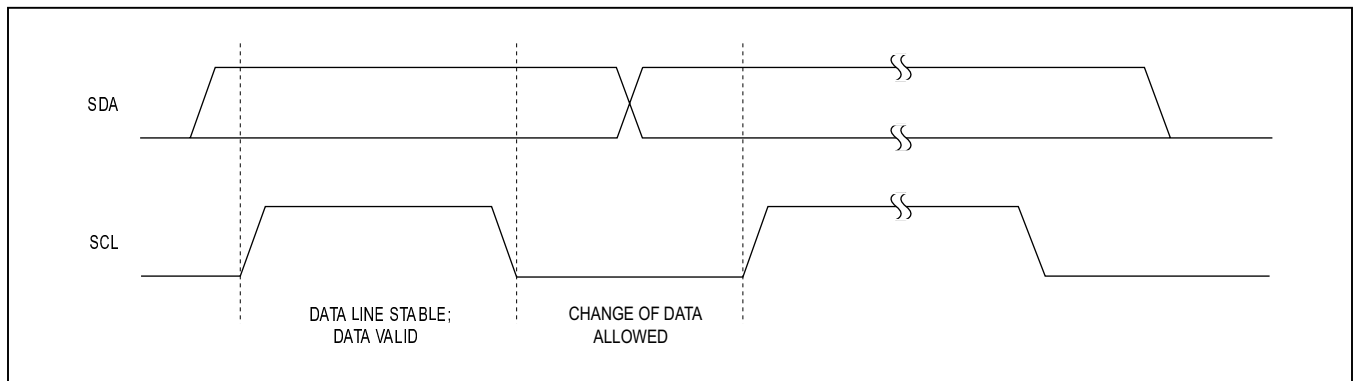 SDA
SCL
DATA LINE STABLE;
DATA VALID
CHANGE OF DATA
ALLOWED